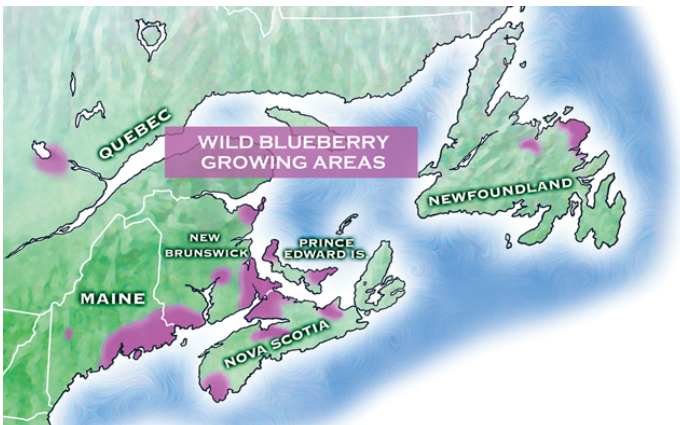 QUEBEC
WILD BLUEBERRY
GROWING AREAS
NEWFOUNDLAND
NEW
BRUNSWICK
PRINCE
EDWARD IS
MAINE
NOVA SCOTIA